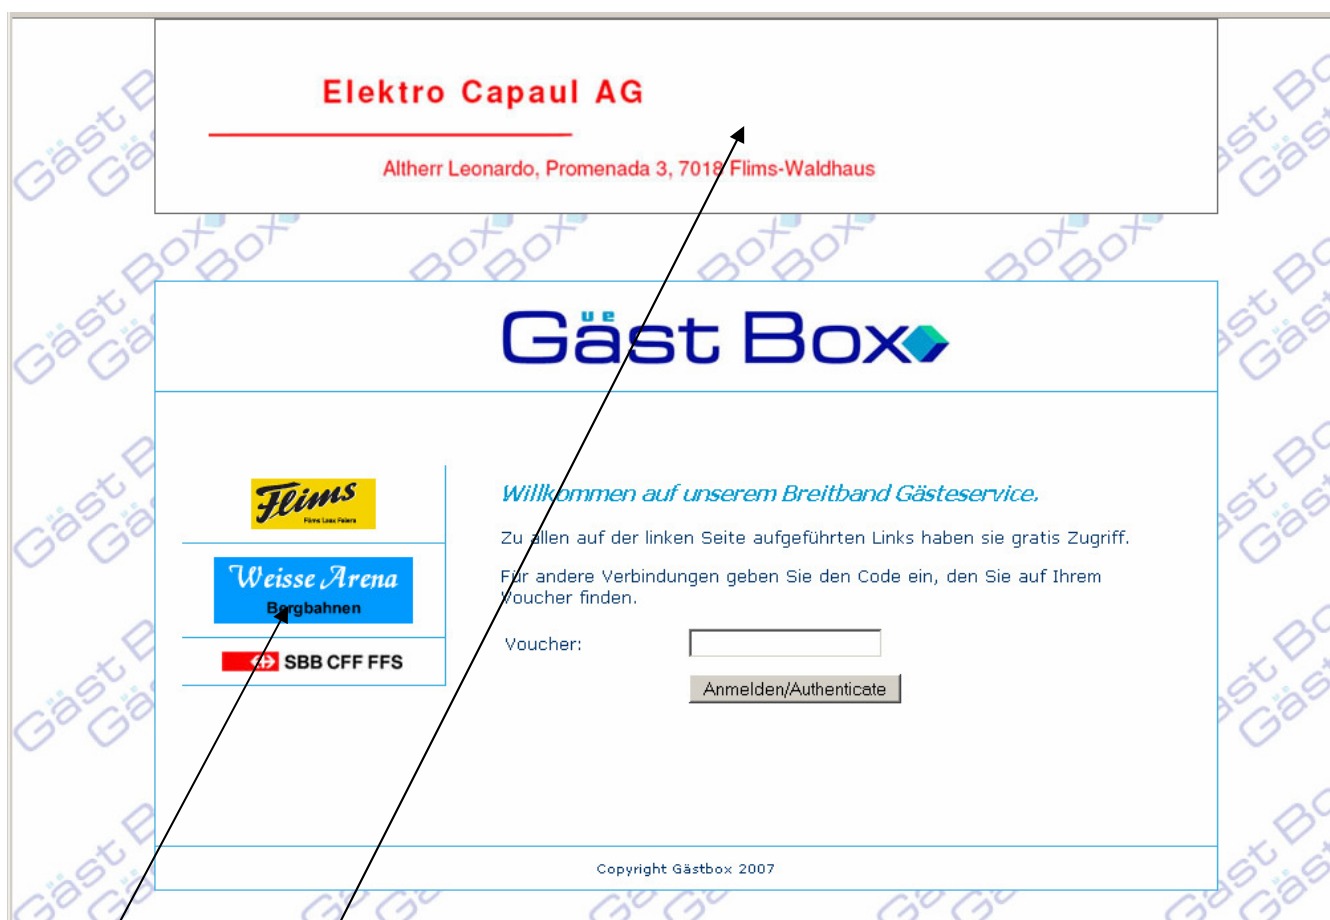 Elektro Capaul AG
Altherr Leonardo, Promenada 3, 7018 Flims-Waldhaus
Gäst Box
ue
Flims
Flims Laax Falera
Willkommen auf unserem Breitband Gästeservice.
Zu allen auf der linken Seite aufgeführten Links haben sie gratis Zugriff.
Weisse Arena
Bergbahnen
Für andere Verbindungen geben Sie den Code ein, den Sie auf Ihrem
Voucher finden.
SBB CFF FFS
Voucher:
Anmelden/Authenticate
Copyright Gästbox 2007